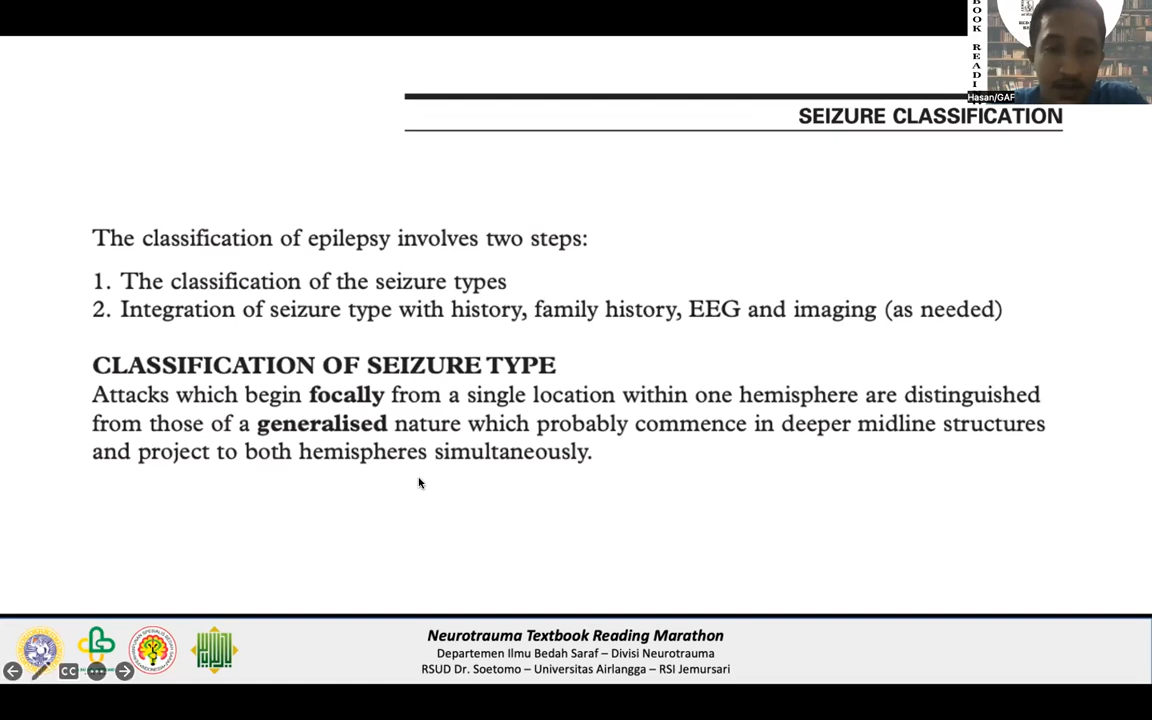 BOOK READI
Hasan/GAF
SEIZURE CLASSIFICATION
The classification of epilepsy involves two steps:
1. The classification of the seizure types
2. Integration of seizure type with history, family history, EEG and imaging (as needed)
CLASSIFICATION OF SEIZURE TYPE
Attacks which begin focally from a single location within one hemisphere are distinguished
from those of a generalised nature which probably commence in deeper midline structures
and project to both hemispheres simultaneously.
Neurotrauma Textbook Reading Marathon
Departemen Ilmu Bedah Saraf – Divisi Neurotrauma
RSUD Dr. Soetomo – Universitas Airlangga – RSI Jemursari
CC